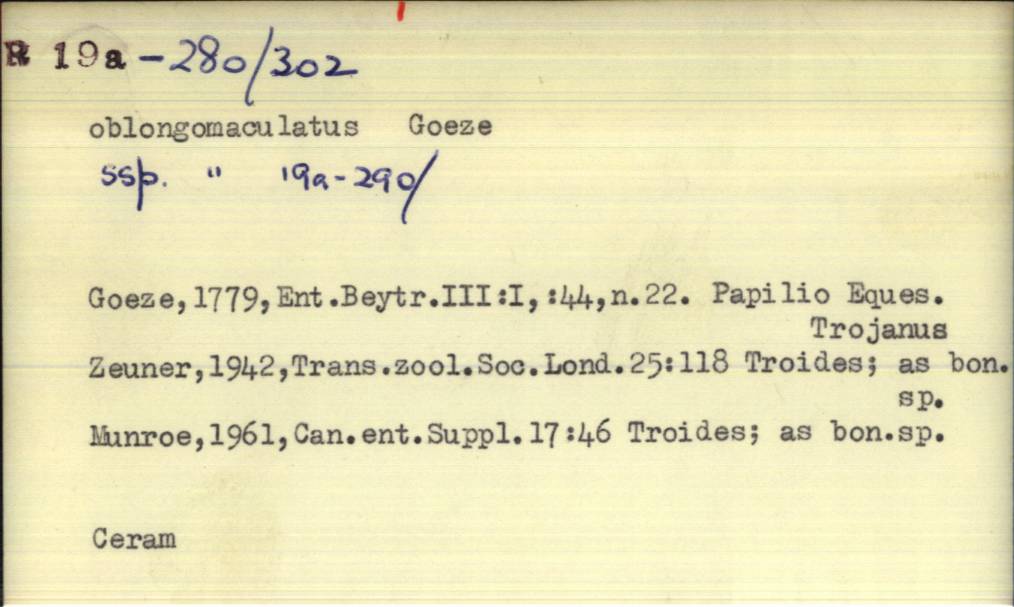 R 19a - 280/302
oblongomaculatus Goeze
ssp. " 19a-290/
Goeze,1779,Ent.Beytr.III:I,:44,n.22. Papilio Eques.
Trojanus
Zeuner,1942,Trans.zool.Soc.Lond.25:118 Troides; as bon.
sp.
Munroe,1961,Can.ent.Suppl.17:46 Troides; as bon.sp.
Ceram